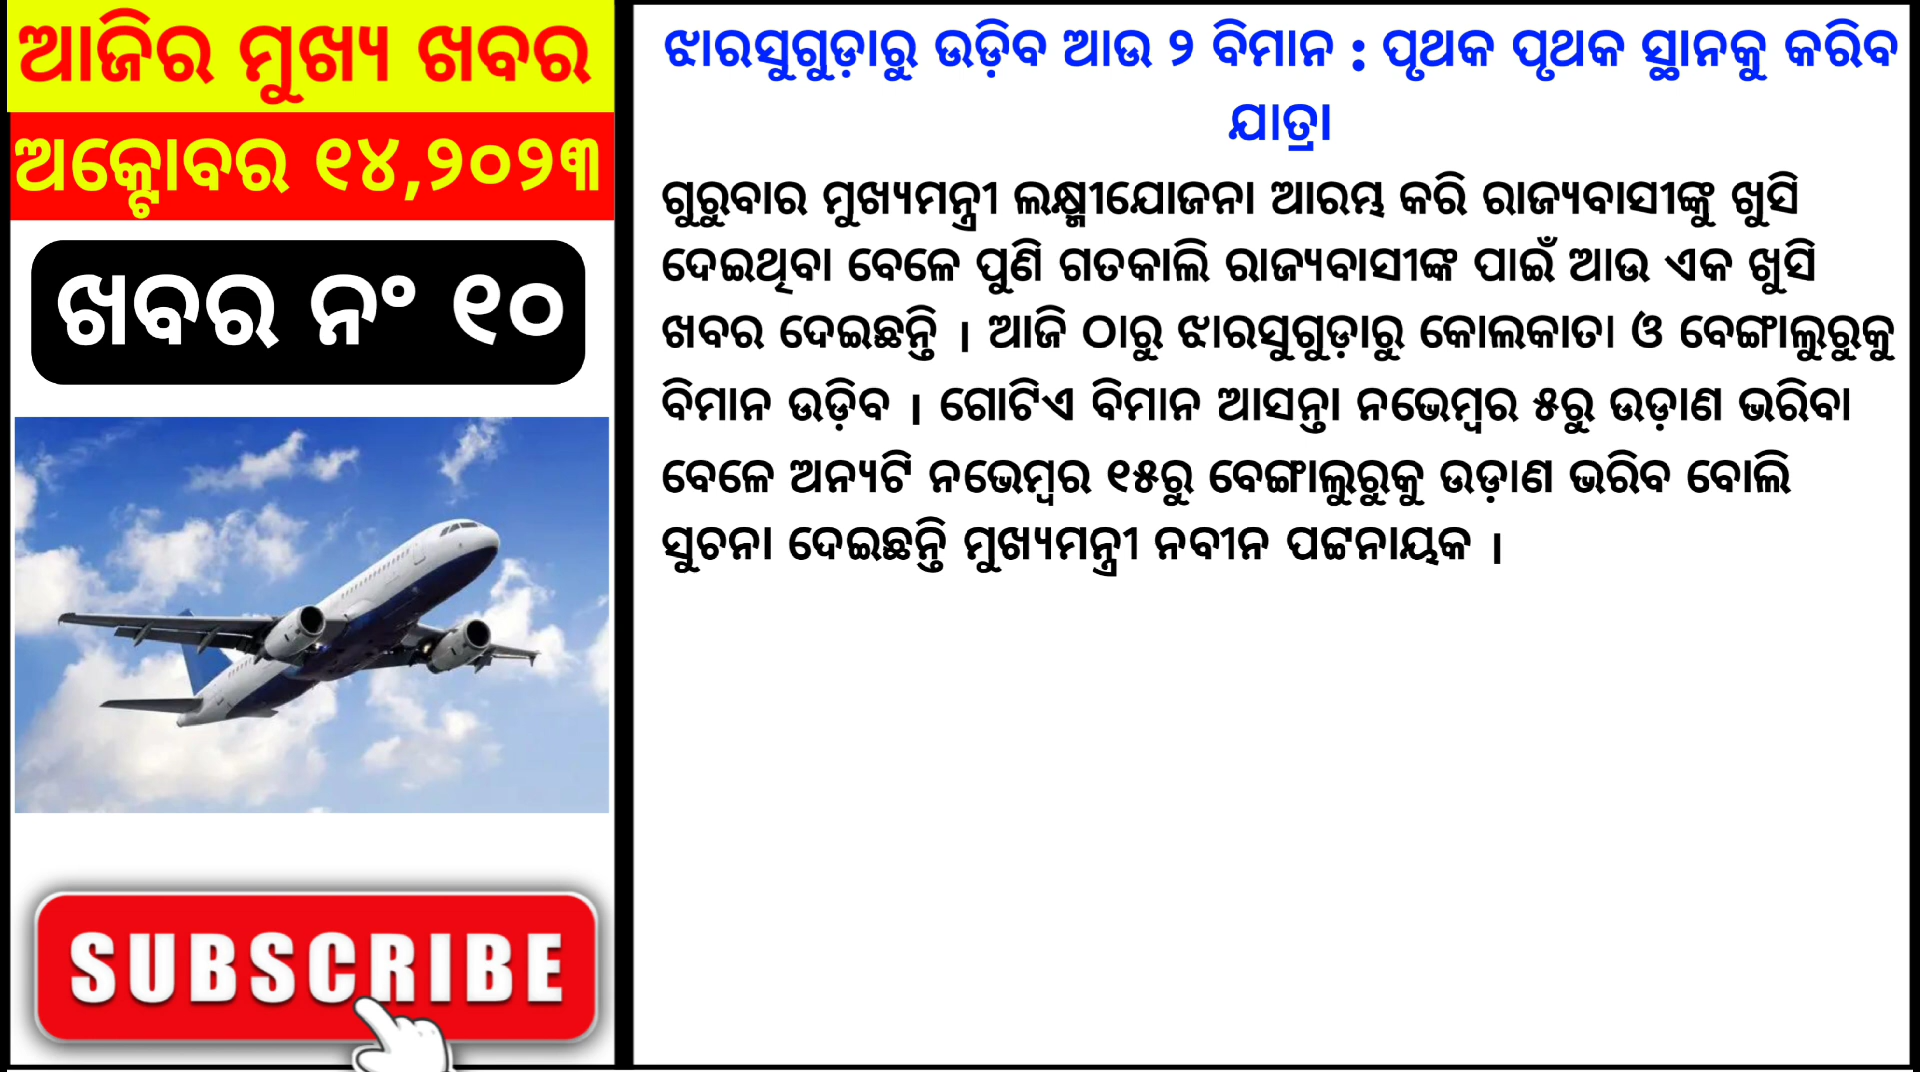 ଆଜିର ମୁଖ୍ୟ ଖବର
ଅକ୍ଟୋବର ୧୪,୨୦୨୩
ଖବର ନଂ ୧୦
SUBSCRIBE
ଝାରସୁଗୁଡ଼ାରୁ ଉଡ଼ିବ ଆଉ ୨ ବିମାନ : ପୃଥକ ପୃଥକ ସ୍ଥାନକୁ କରିବ
ଯାତ୍ରା
ଗୁରୁବାର ମୁଖ୍ୟମନ୍ତ୍ରୀ ଲକ୍ଷ୍ମୀଯୋଜନା ଆରମ୍ଭ କରି ରାଜ୍ୟବାସୀଙ୍କୁ ଖୁସି
ଦେଇଥିବା ବେଳେ ପୁଣି ଗତକାଲି ରାଜ୍ୟବାସୀଙ୍କ ପାଇଁ ଆଉ ଏକ ଖୁସି
ଖବର ଦେଇଛନ୍ତି । ଆଜି ଠାରୁ ଝାରସୁଗୁଡ଼ାରୁ କୋଲକାତା ଓ ବେଙ୍ଗାଲୁରୁକୁ
ବିମାନ ଉଡ଼ିବ । ଗୋଟିଏ ବିମାନ ଆସନ୍ତା ନଭେମ୍ବର ୫ରୁ ଉଡ଼ାଣ ଭରିବା
ବେଳେ ଅନ୍ୟଟି ନଭେମ୍ବର ୧୫ରୁ ବେଙ୍ଗାଲୁରୁକୁ ଉଡ଼ାଣ ଭରିବ ବୋଲି
ସୁଚନା ଦେଇଛନ୍ତି ମୁଖ୍ୟମନ୍ତ୍ରୀ ନବୀନ ପଟ୍ଟନାୟକ ।